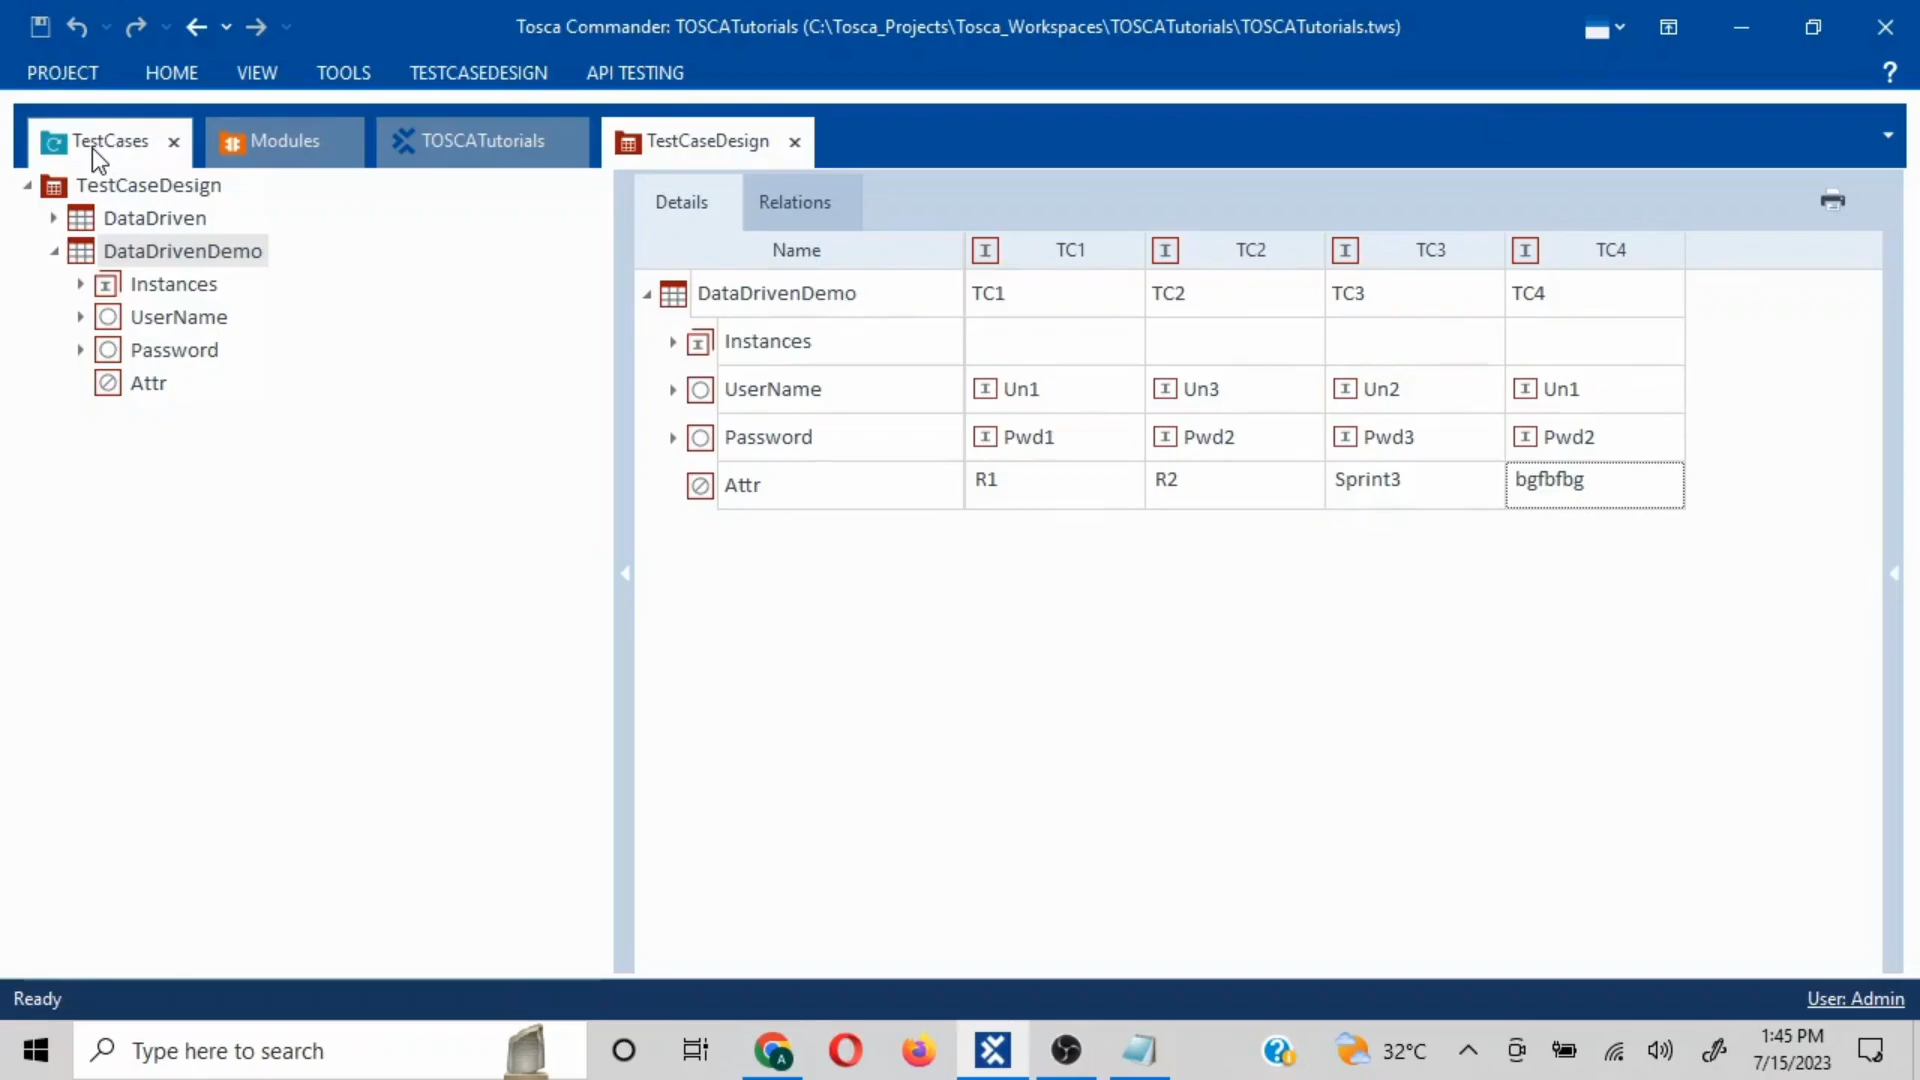 Tosca Commander: TOSCATutorials (C:\Tosca_Projects\Tosca_Workspaces\TOSCATutorials\TOSCATutorials.tws)
PROJECT HOME VIEW TOOLS TESTCASEDESIGN API TESTING ?
TestCases × Modules TOSCATutorials TestCaseDesign ×
TestCaseDesign
DataDriven
DataDrivenDemo
Instances
UserName
Password
Attr
Details Relations
Name TC1 TC2 TC3 TC4
DataDrivenDemo TC1 TC2 TC3 TC4
Instances
UserName Un1 Un3 Un2 Un1
Password Pwd1 Pwd2 Pwd3 Pwd2
Attr R1 R2 Sprint3 bgfbfbg
Ready User: Admin
Type here to search A 32°C 1:45 PM
7/15/2023